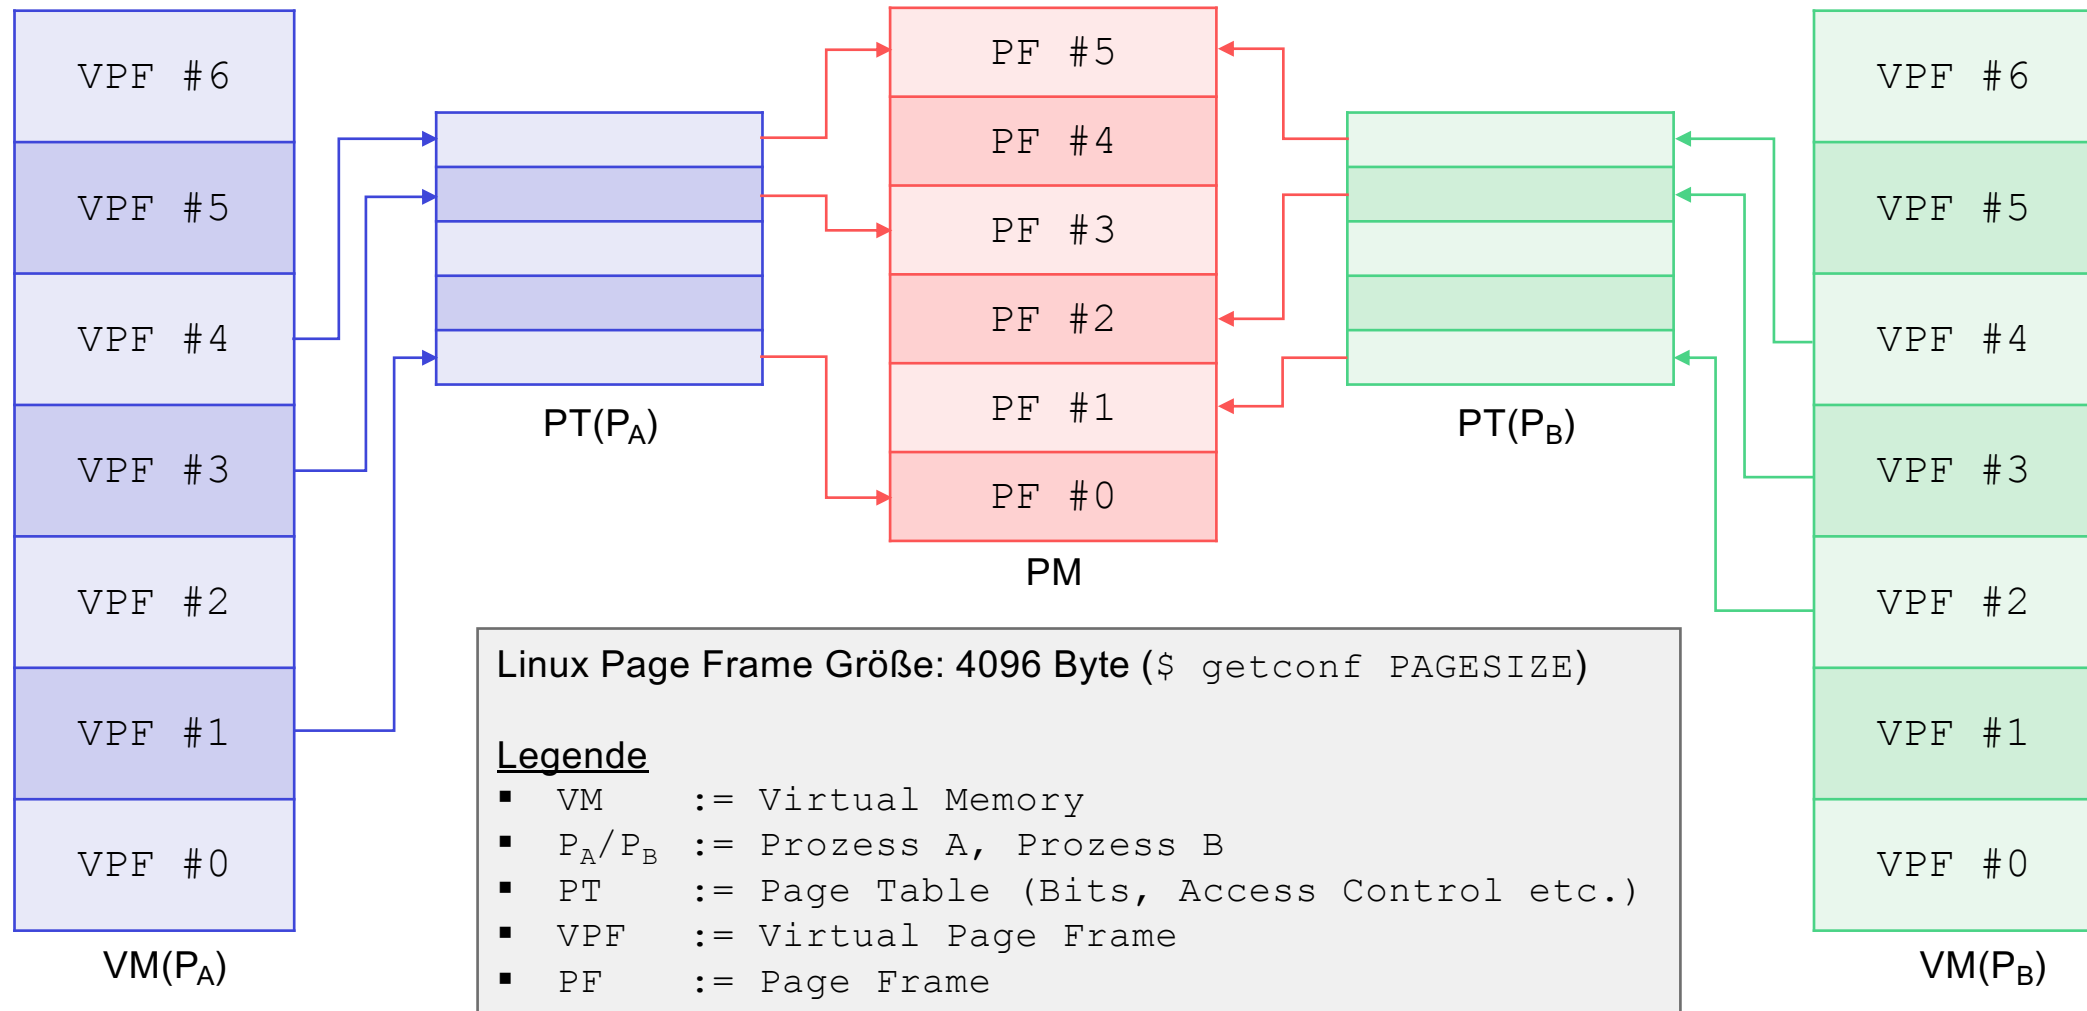 VPF #6
VPF #5
VPF #4
VPF #3
VPF #2
VPF #1
VPF #0
VM(PA)
PT(PA)
PF #5
PF #4
PF #3
PF #2
PF #1
PF #0
PM
PT(PB)
VPF #6
VPF #5
VPF #4
VPF #3
VPF #2
VPF #1
VPF #0
VM(PB)
Linux Page Frame Größe: 4096 Byte ($ getconf PAGESIZE)
Legende
▪ VM := Virtual Memory
▪ PA/PB := Prozess A, Prozess B
▪ PT := Page Table (Bits, Access Control etc.)
▪ VPF := Virtual Page Frame
▪ PF := Page Frame